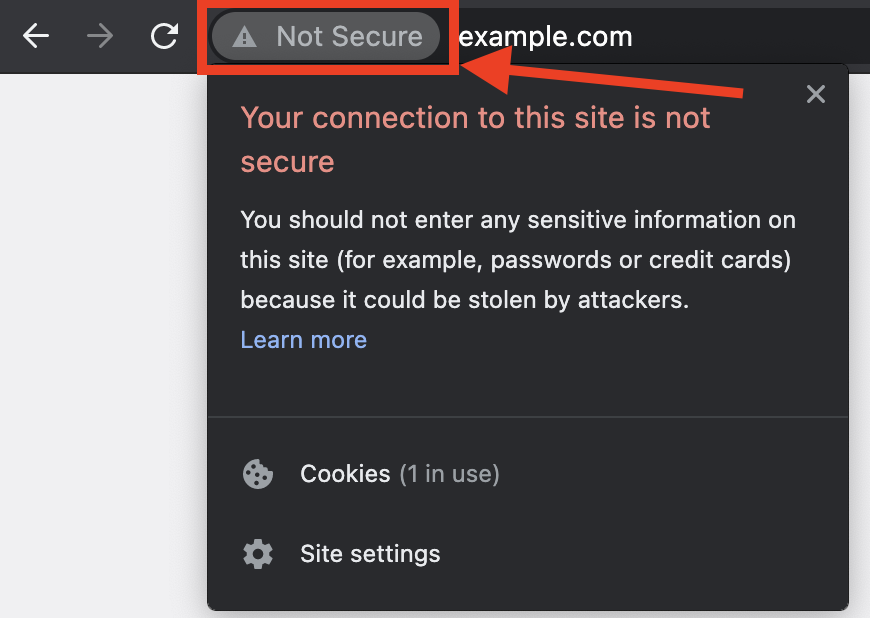 Not Secure example.com
Your connection to this site is not
secure
You should not enter any sensitive information on
this site (for example, passwords or credit cards)
because it could be stolen by attackers.
Learn more
Cookies (1 in use)
Site settings